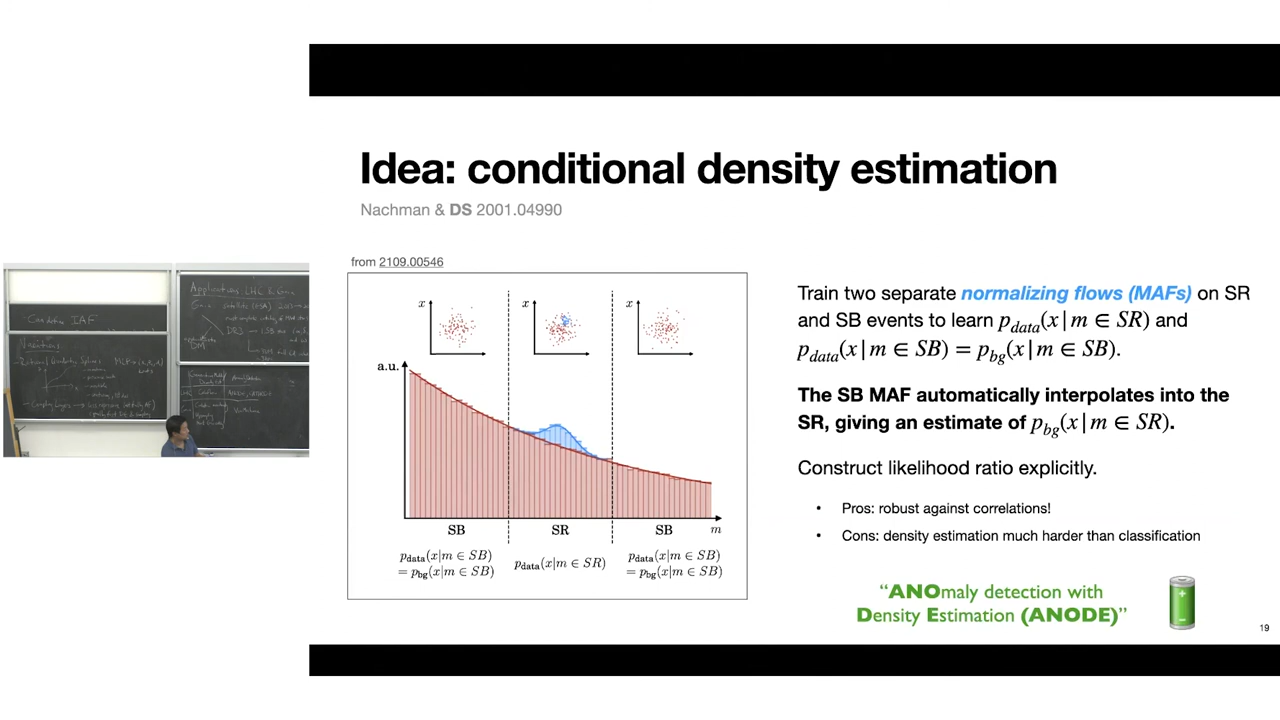 Idea: conditional density estimation
Nachman & DS 2001.04990
from 2109.00546
x
x
x
a.u.
SB
SR
SB
m
p_data(x|m ∈ SB)
= p_bg(x|m ∈ SB)
p_data(x|m ∈ SR)
p_data(x|m ∈ SB)
= p_bg(x|m ∈ SB)
Train two separate normalizing flows (MAFs) on SR
and SB events to learn p_data(x|m ∈ SR) and
p_data(x|m ∈ SB) = p_bg(x|m ∈ SB).
The SB MAF automatically interpolates into the
SR, giving an estimate of p_bg(x|m ∈ SR).
Construct likelihood ratio explicitly.
• Pros: robust against correlations!
• Cons: density estimation much harder than classification
“ANOmaly detection with
Density Estimation (ANODE)”
+
19
IAF
Variations
Applications LHC &